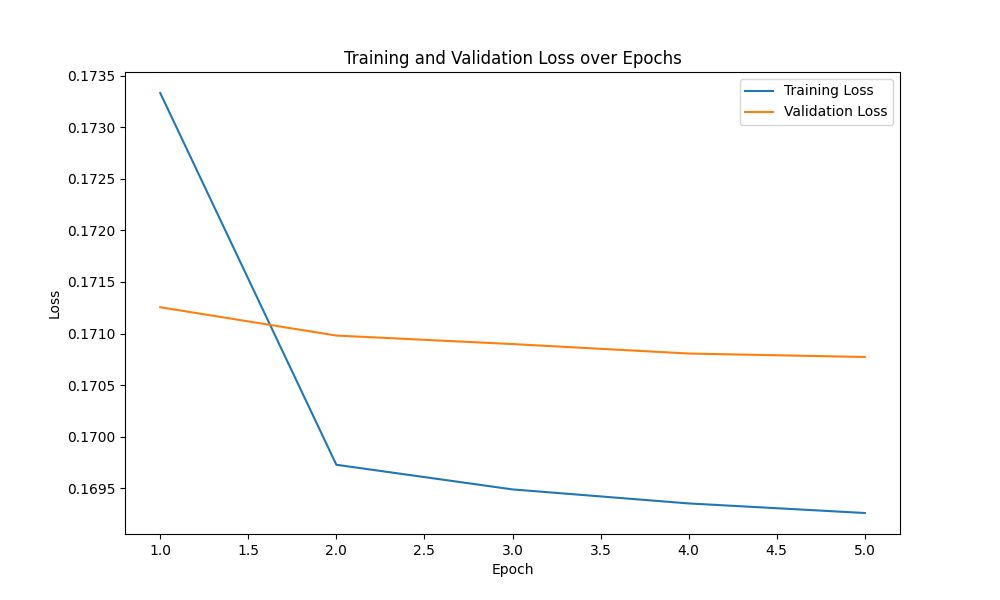 Training and Validation Loss over Epochs
Training Loss
Validation Loss
0.1735
0.1730
0.1725
0.1720
0.1715
0.1710
0.1705
0.1700
0.1695
Loss
1.0 1.5 2.0 2.5 3.0 3.5 4.0 4.5 5.0
Epoch